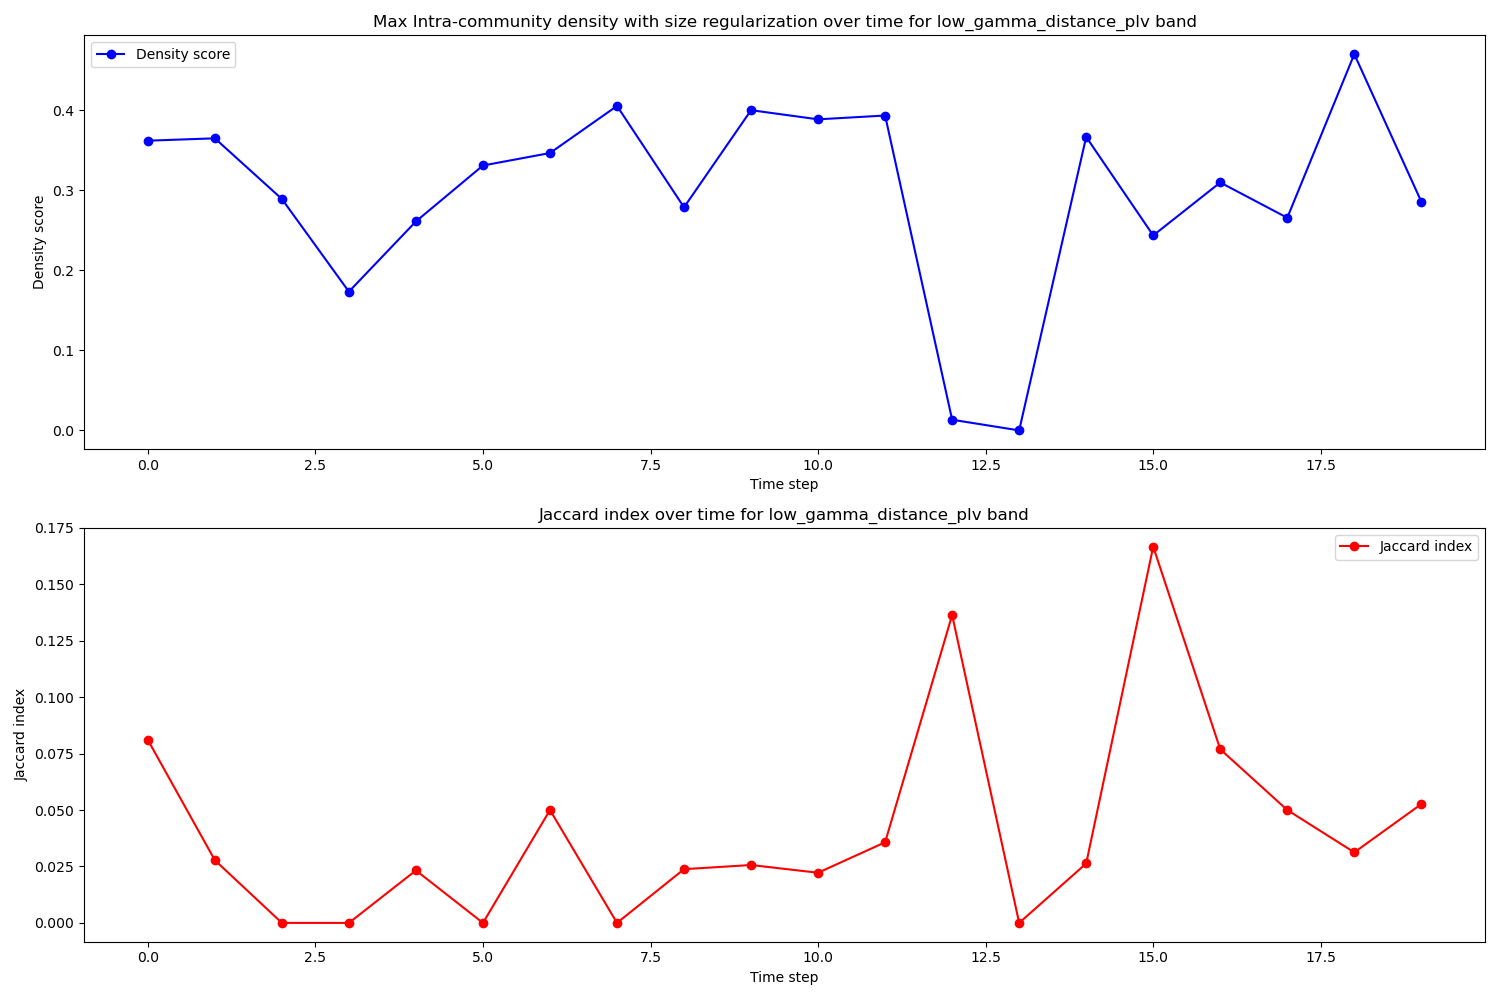 Max Intra-community density with size regularization over time for low_gamma_distance_plv band
Density score
Density score
0.4
0.3
0.2
0.1
0.0
0.0 2.5 5.0 7.5 10.0 12.5 15.0 17.5
Time step
Jaccard index over time for low_gamma_distance_plv band
Jaccard index
Jaccard index
0.175
0.150
0.125
0.100
0.075
0.050
0.025
0.000
0.0 2.5 5.0 7.5 10.0 12.5 15.0 17.5
Time step